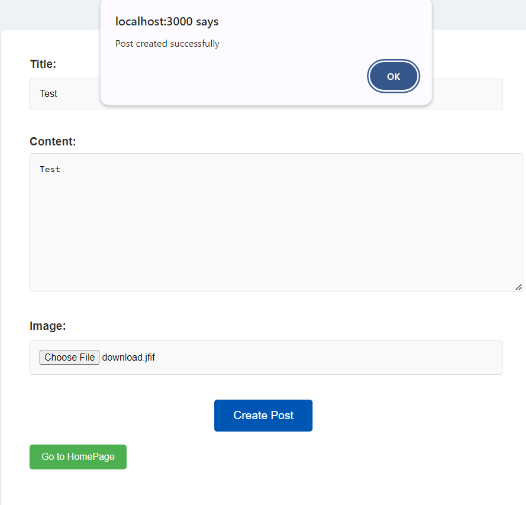 localhost:3000 says
Post created successfully
OK
Title:
Test
Content:
Test
Image:
Choose File download.jfif
Create Post
Go to HomePage